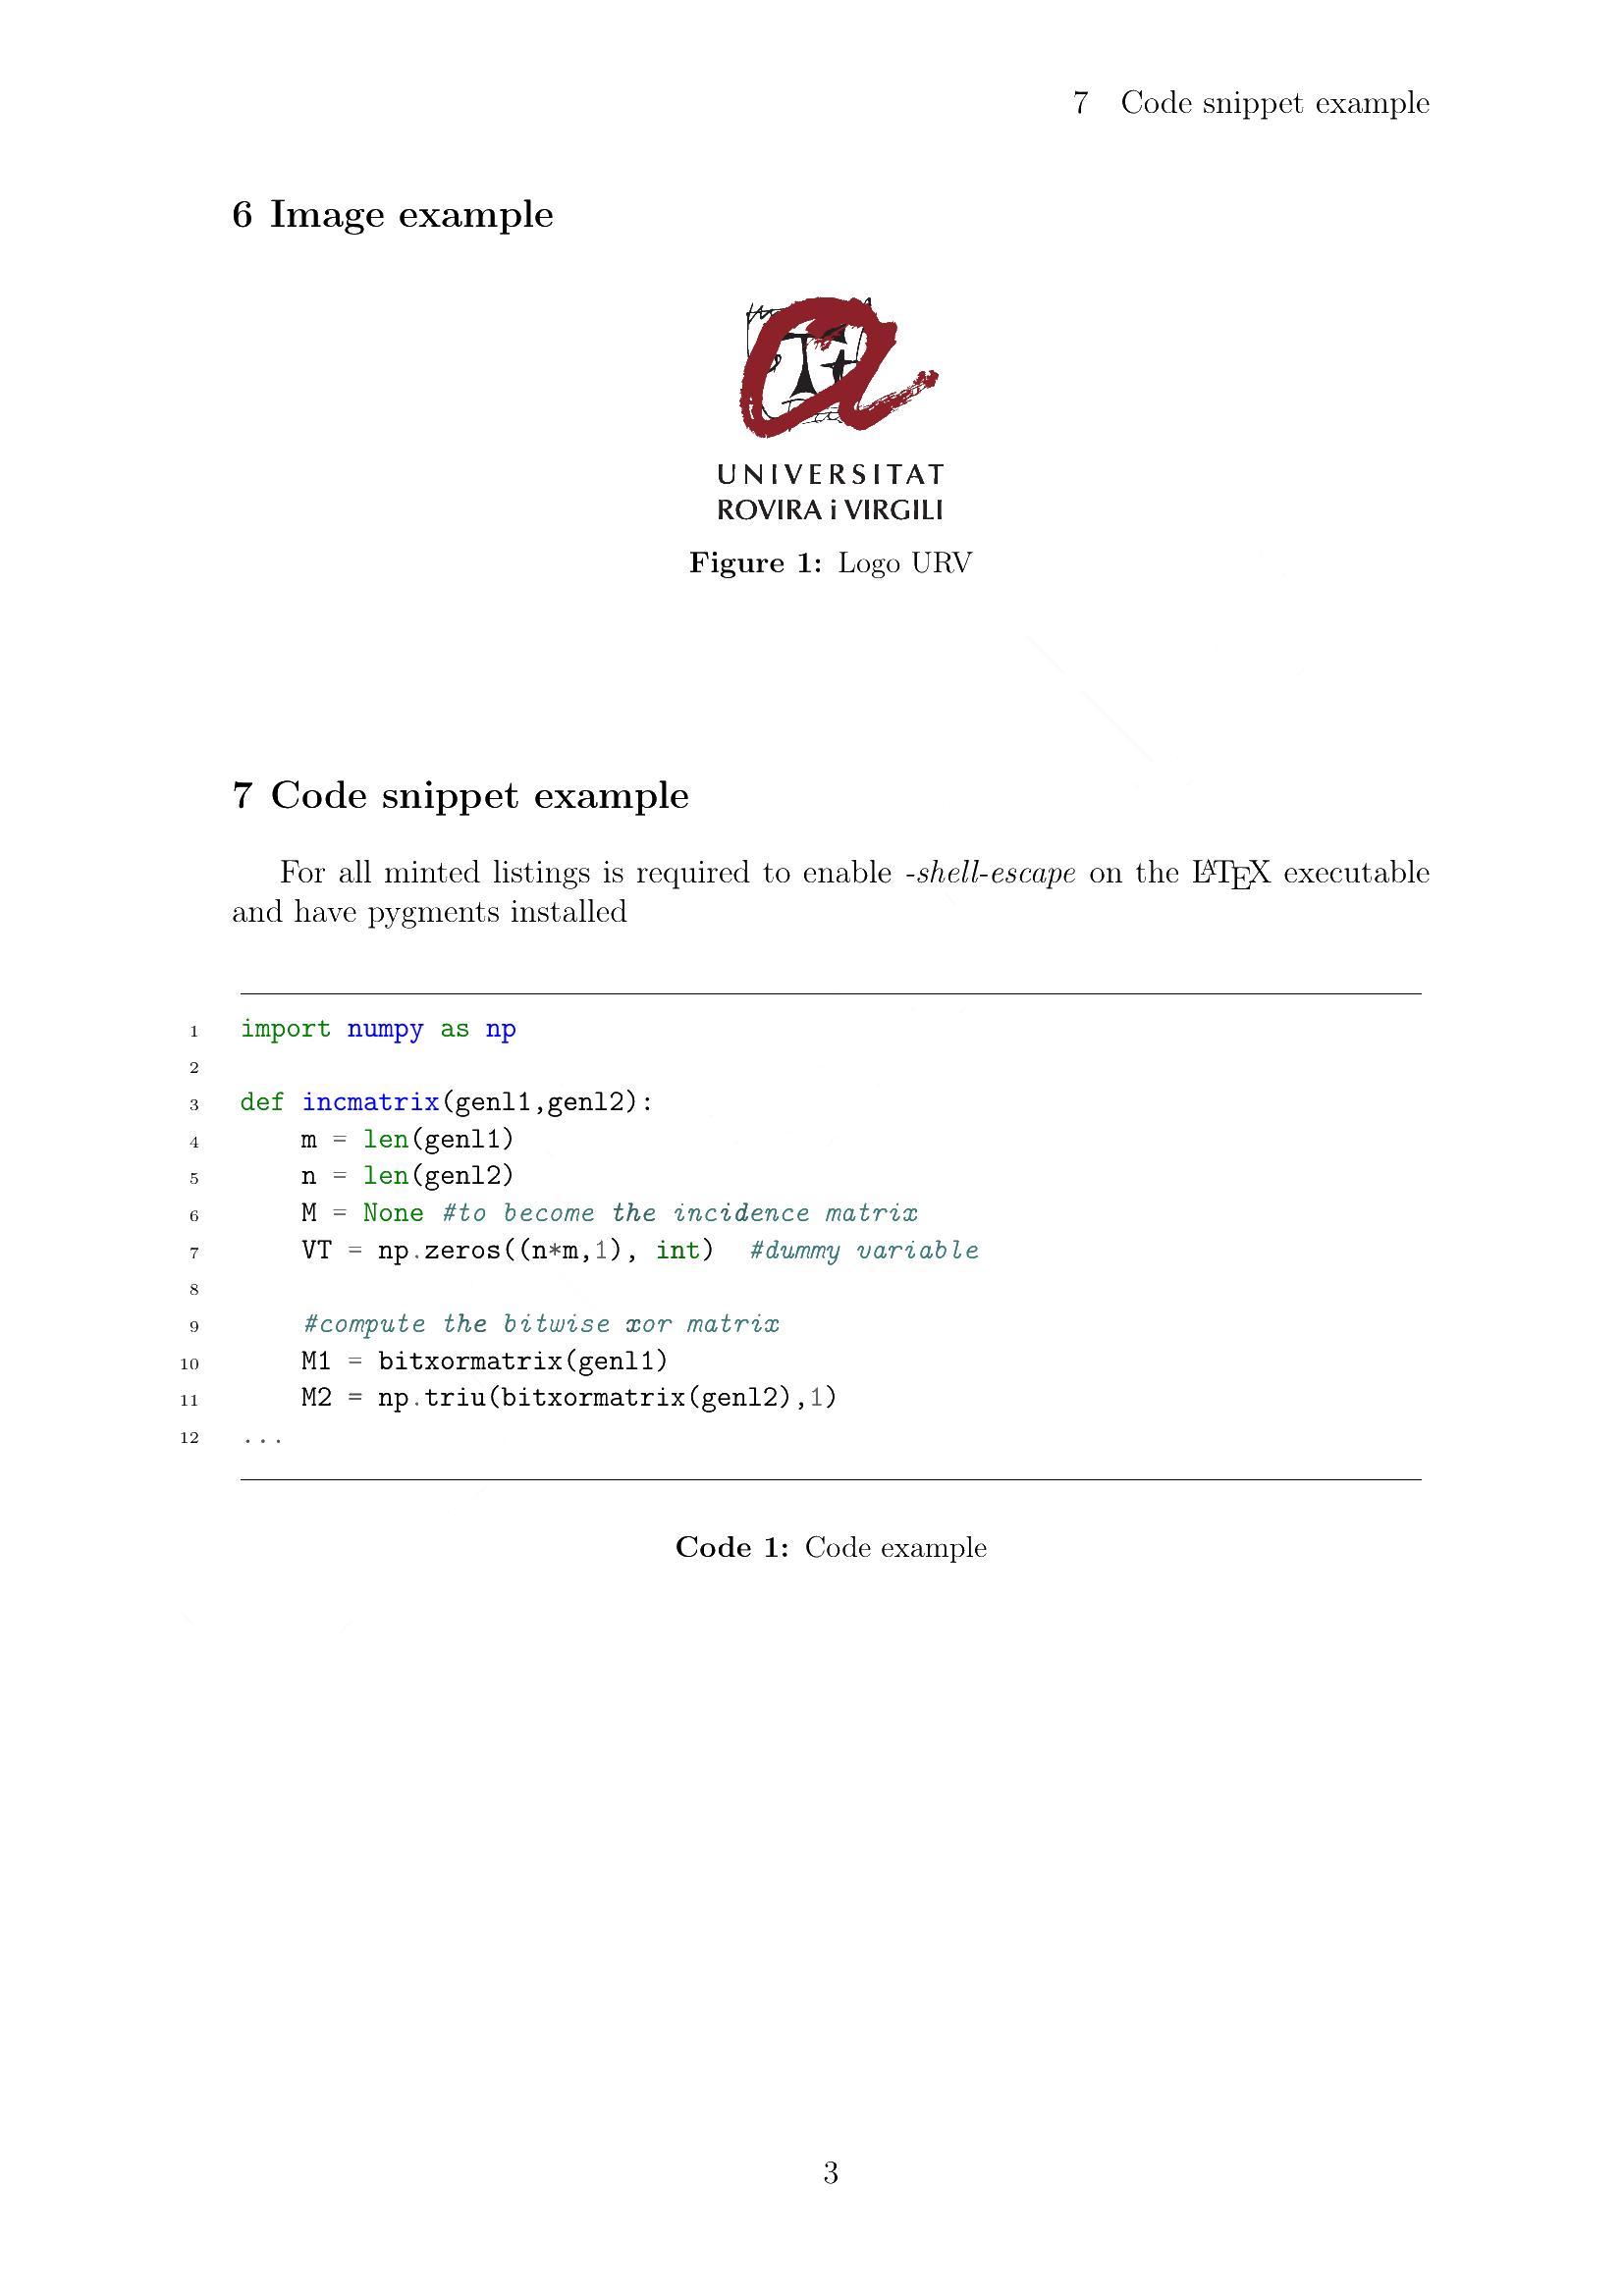 7 Code snippet example
6 Image example
UNIVERSITAT
ROVIRA i VIRGILI
Figure 1: Logo URV
7 Code snippet example
For all minted listings is required to enable -shell-escape on the LATEX executable
and have pygments installed
1 import numpy as np
2
3 def incmatrix(genl1,genl2):
4     m = len(genl1)
5     n = len(genl2)
6     M = None #to become the incidence matrix
7     VT = np.zeros((n*m,1), int)  #dummy variable
8
9     #compute the bitwise xor matrix
10     M1 = bitxormatrix(genl1)
11     M2 = np.triu(bitxormatrix(genl2),1)
12 ...
Code 1: Code example
3